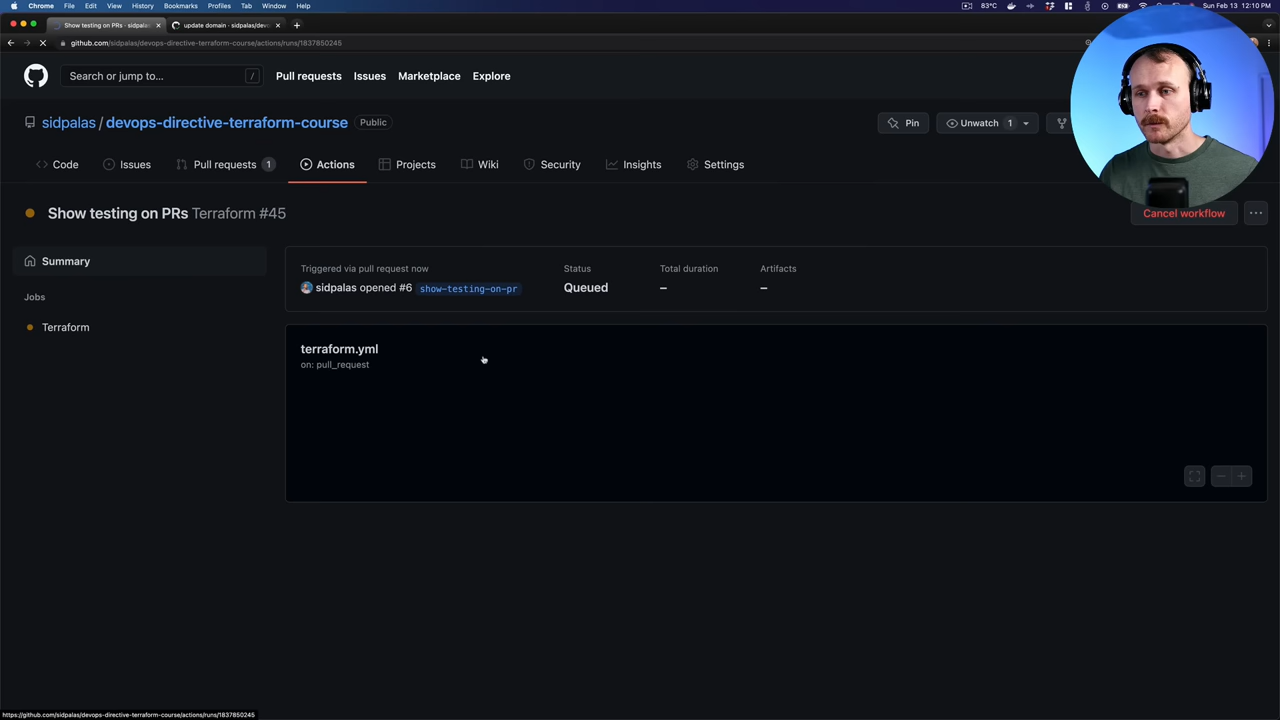 Chrome File Edit View History Bookmarks Profiles Tab Window Help
83°C
Sun Feb 13 12:10 PM
Show testing on PRs · sidpalas
update domain · sidpalas/dev
github.com/sidpalas/devops-directive-terraform-course/actions/runs/1837850245
Search or jump to...
/
Pull requests
Issues
Marketplace
Explore
sidpalas / devops-directive-terraform-course
Public
Pin
Unwatch 1
Code
Issues
Pull requests 1
Actions
Projects
Wiki
Security
Insights
Settings
Show testing on PRs Terraform #45
Cancel workflow
Summary
Jobs
Terraform
Triggered via pull request now
sidpalas opened #6 show-testing-on-pr
Status
Queued
Total duration
–
Artifacts
–
terraform.yml
on: pull_request
https://github.com/sidpalas/devops-directive-terraform-course/actions/runs/1837850245